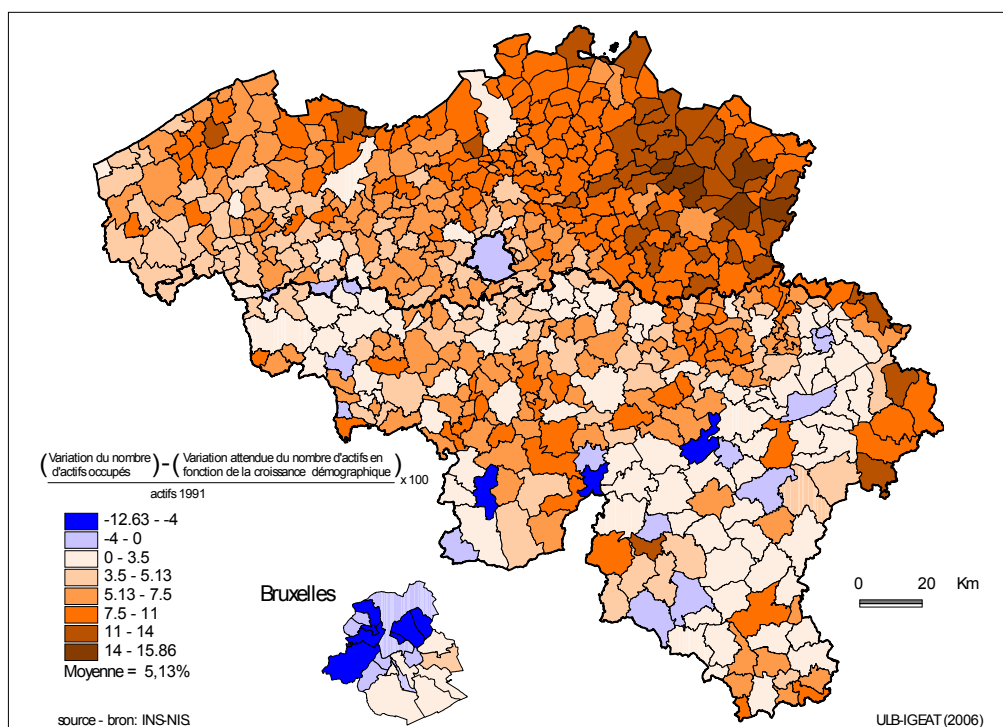 (Variation du nombre d'actifs occupés) - (Variation attendue du nombre d'actifs en fonction de la croissance démographique) x 100
actifs 1991
-12.63 - -4
-4 - 0
0 - 3.5
3.5 - 5.13
5.13 - 7.5
7.5 - 11
11 - 14
14 - 15.86
Moyenne = 5,13%
Bruxelles
0 20 Km
source - bron: INS-NIS.
ULB-IGEAT (2006)